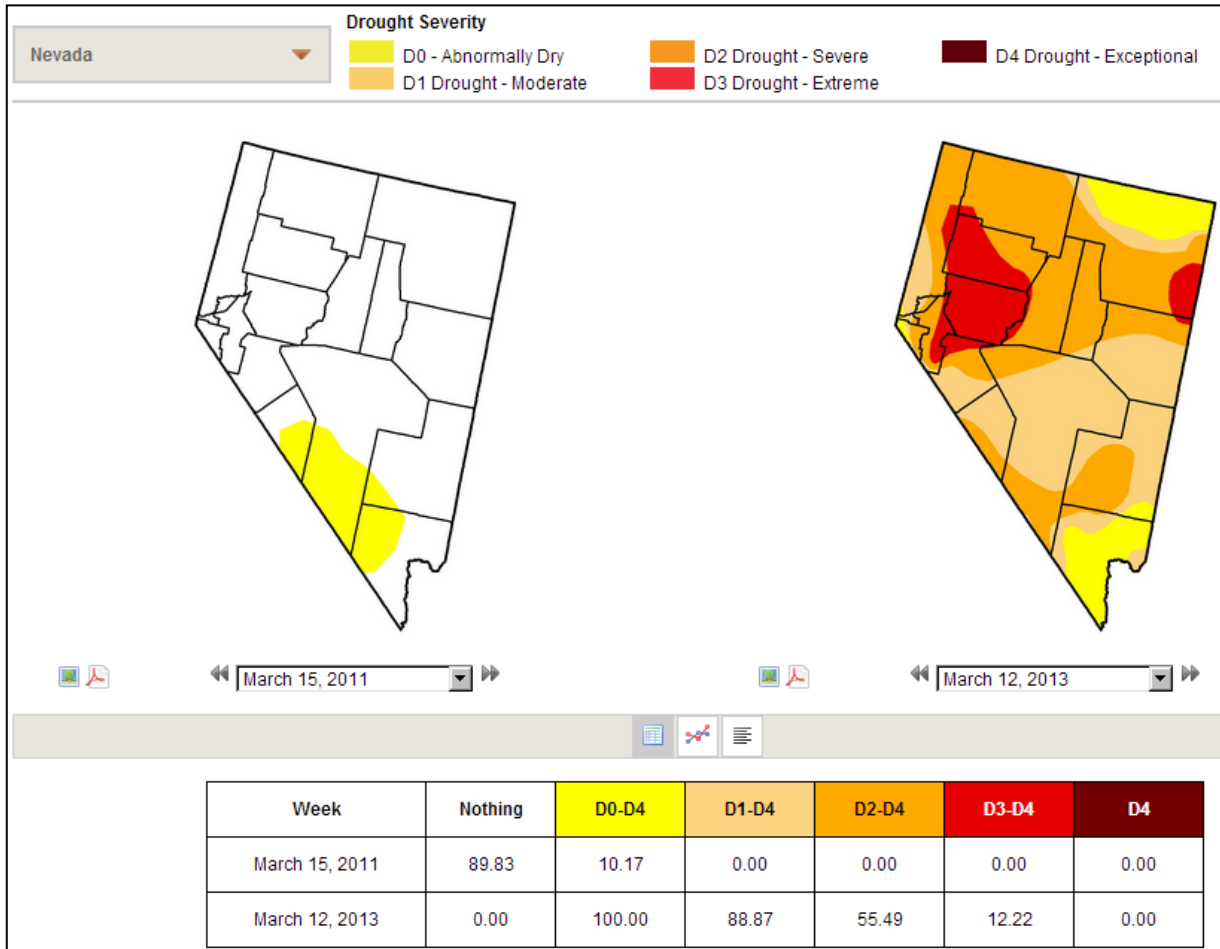 Drought Severity
Nevada
D0 - Abnormally Dry
D2 Drought - Severe
D4 Drought - Exceptional
D1 Drought - Moderate
D3 Drought - Extreme
March 15, 2011
March 12, 2013
Week Nothing D0-D4 D1-D4 D2-D4 D3-D4 D4
March 15, 2011 89.83 10.17 0.00 0.00 0.00 0.00
March 12, 2013 0.00 100.00 88.87 55.49 12.22 0.00